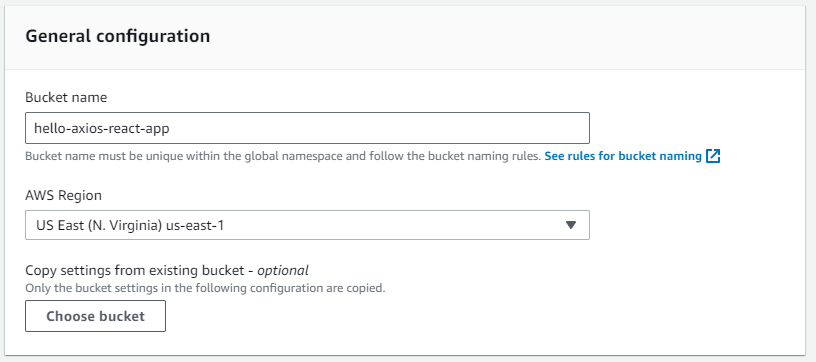 General configuration
Bucket name
hello-axios-react-app
Bucket name must be unique within the global namespace and follow the bucket naming rules. See rules for bucket naming
AWS Region
US East (N. Virginia) us-east-1
Copy settings from existing bucket - optional
Only the bucket settings in the following configuration are copied.
Choose bucket